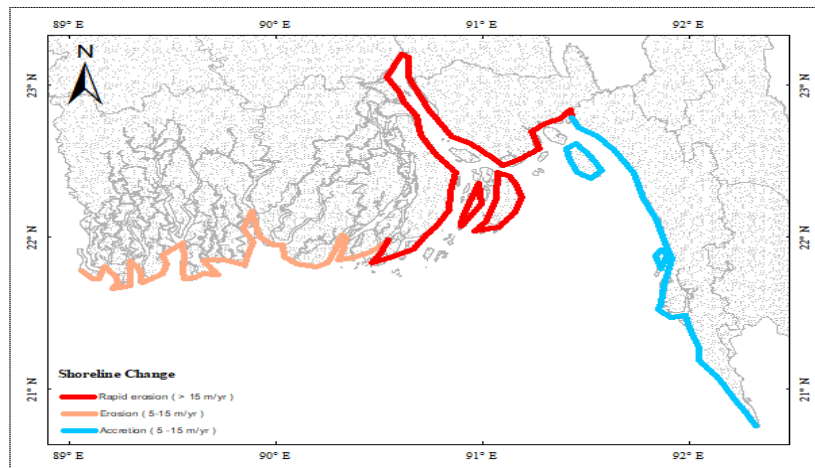 89° E 90° E 91° E 92° E
N
23° N 23° N
22° N 22° N
21° N 21° N
Shoreline Change
Rapid erosion ( > 15 m/yr )
Erosion ( 5-15 m/yr )
Accretion ( 5 -15 m/yr )
89° E 90° E 91° E 92° E